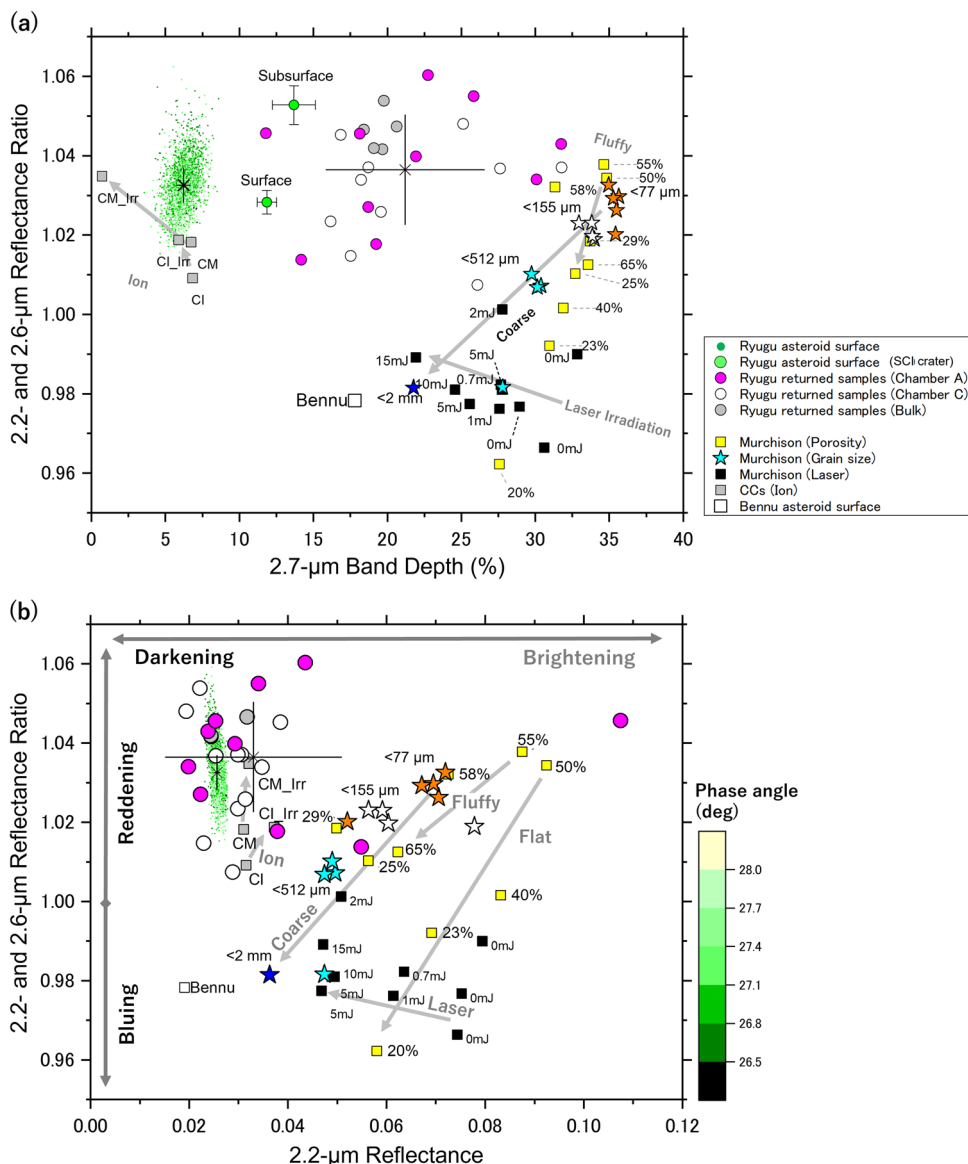 (a)
2.2- and 2.6-μm Reflectance Ratio
1.06
1.04
1.02
1.00
0.98
0.96
Subsurface
Surface
CM_Irr
CI_Irr
CM
CI
Ion
Fluffy
55%
50%
58%
<77 μm
<155 μm
29%
65%
25%
<512 μm
40%
2mJ
Coarse
23%
15mJ
5mJ
0mJ
10mJ
0.7mJ
<2 mm
Bennu
5mJ
1mJ
Laser Irradiation
0mJ
0mJ
20%
0
5
10
15
20
25
30
35
40
2.7-μm Band Depth (%)
Ryugu asteroid surface
Ryugu asteroid surface (SCI crater)
Ryugu returned samples (Chamber A)
Ryugu returned samples (Chamber C)
Ryugu returned samples (Bulk)
Murchison (Porosity)
Murchison (Grain size)
Murchison (Laser)
CCs (Ion)
Bennu asteroid surface
(b)
2.2- and 2.6-μm Reflectance Ratio
1.06
1.04
1.02
1.00
0.98
0.96
Darkening
Brightening
Reddening
Bluing
55%
50%
<77 μm
58%
CM_Irr
<155 μm
Fluffy
CI_Irr
29%
CM
65%
Flat
Ion
25%
CI
<512 μm
40%
2mJ
Coarse
23%
15mJ
0mJ
<2 mm
10mJ
0.7mJ
Bennu
5mJ
1mJ
0mJ
5mJ
Laser
0mJ
20%
0.00
0.02
0.04
0.06
0.08
0.10
0.12
2.2-μm Reflectance
Phase angle
(deg)
28.0
27.7
27.4
27.1
26.8
26.5